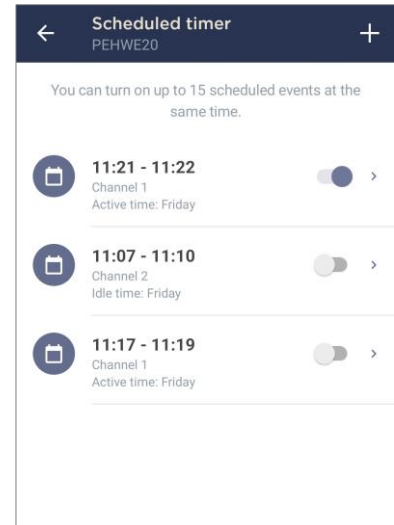 Scheduled timer
PEHWE20
You can turn on up to 15 scheduled events at the
same time.
11:21 - 11:22
Channel 1
Active time: Friday
11:07 - 11:10
Channel 2
Idle time: Friday
11:17 - 11:19
Channel 1
Active time: Friday